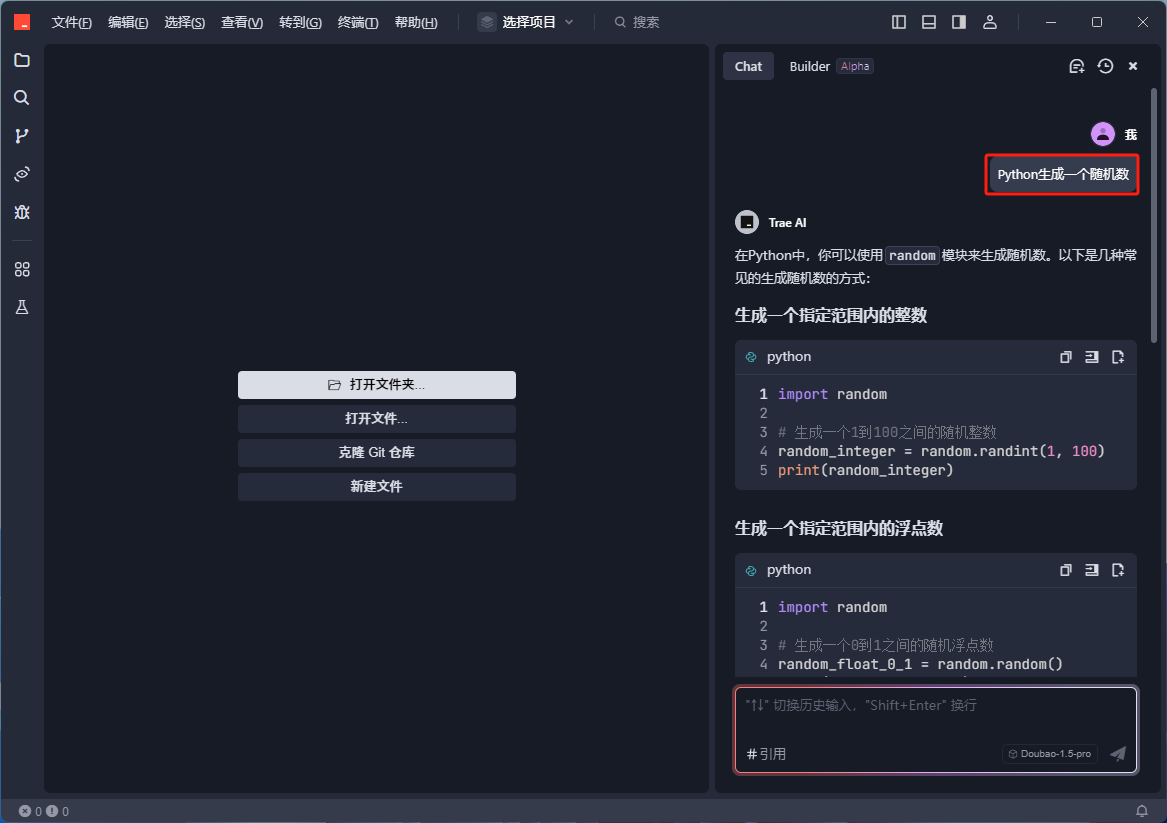 文件(F) 编辑(E) 选择(S) 查看(V) 转到(G) 终端(T) 帮助(H) 选择项目 搜索
打开文件夹...
打开文件...
克隆 Git 仓库
新建文件
Chat Builder Alpha
我
Python生成一个随机数
Trae AI
在Python中，你可以使用 random 模块来生成随机数。以下是几种常
见的生成随机数的方式：
生成一个指定范围内的整数
python
1 import random
2
3 # 生成一个1到100之间的随机整数
4 random_integer = random.randint(1, 100)
5 print(random_integer)
生成一个指定范围内的浮点数
python
1 import random
2
3 # 生成一个0到1之间的随机浮点数
4 random_float_0_1 = random.random()
"↑↓" 切换历史输入，"Shift+Enter" 换行
# 引用 Doubao-1.5-pro
0 0